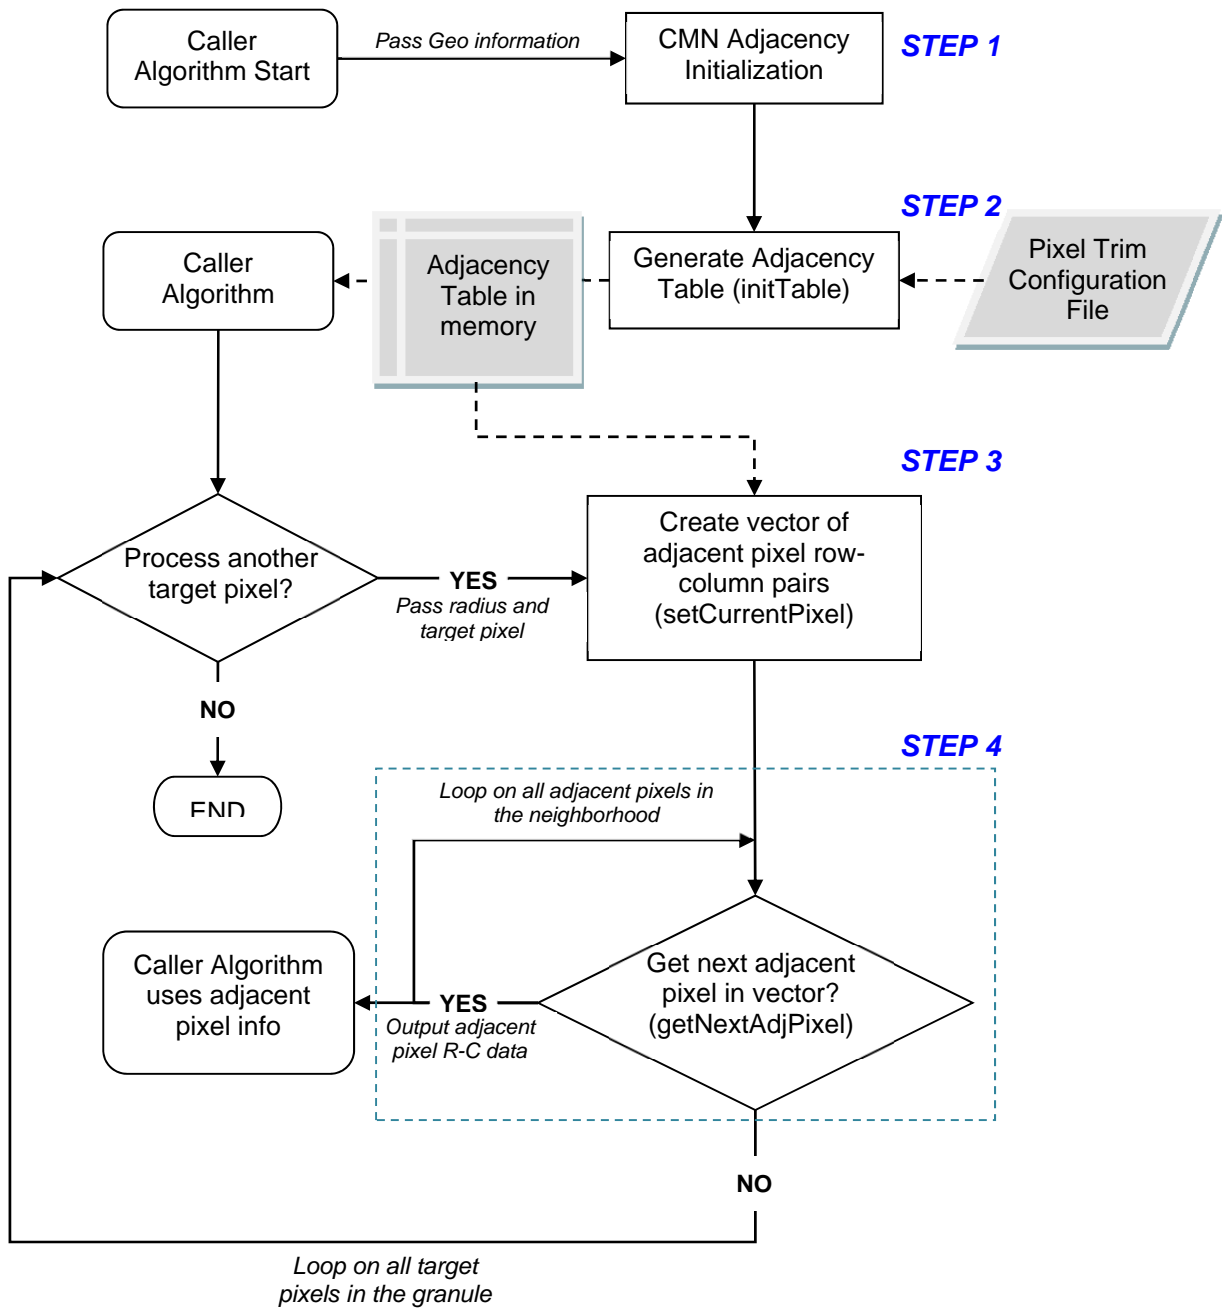 Caller
Algorithm Start
Pass Geo information
CMN Adjacency
Initialization
STEP 1
STEP 2
Caller
Algorithm
Adjacency
Table in
memory
Generate Adjacency
Table (initTable)
Pixel Trim
Configuration
File
STEP 3
Process another
target pixel?
YES
Pass radius and
target pixel
Create vector of
adjacent pixel row-
column pairs
(setCurrentPixel)
NO
END
STEP 4
Loop on all adjacent pixels in
the neighborhood
Caller Algorithm
uses adjacent
pixel info
YES
Output adjacent
pixel R-C data
Get next adjacent
pixel in vector?
(getNextAdjPixel)
NO
Loop on all target
pixels in the granule